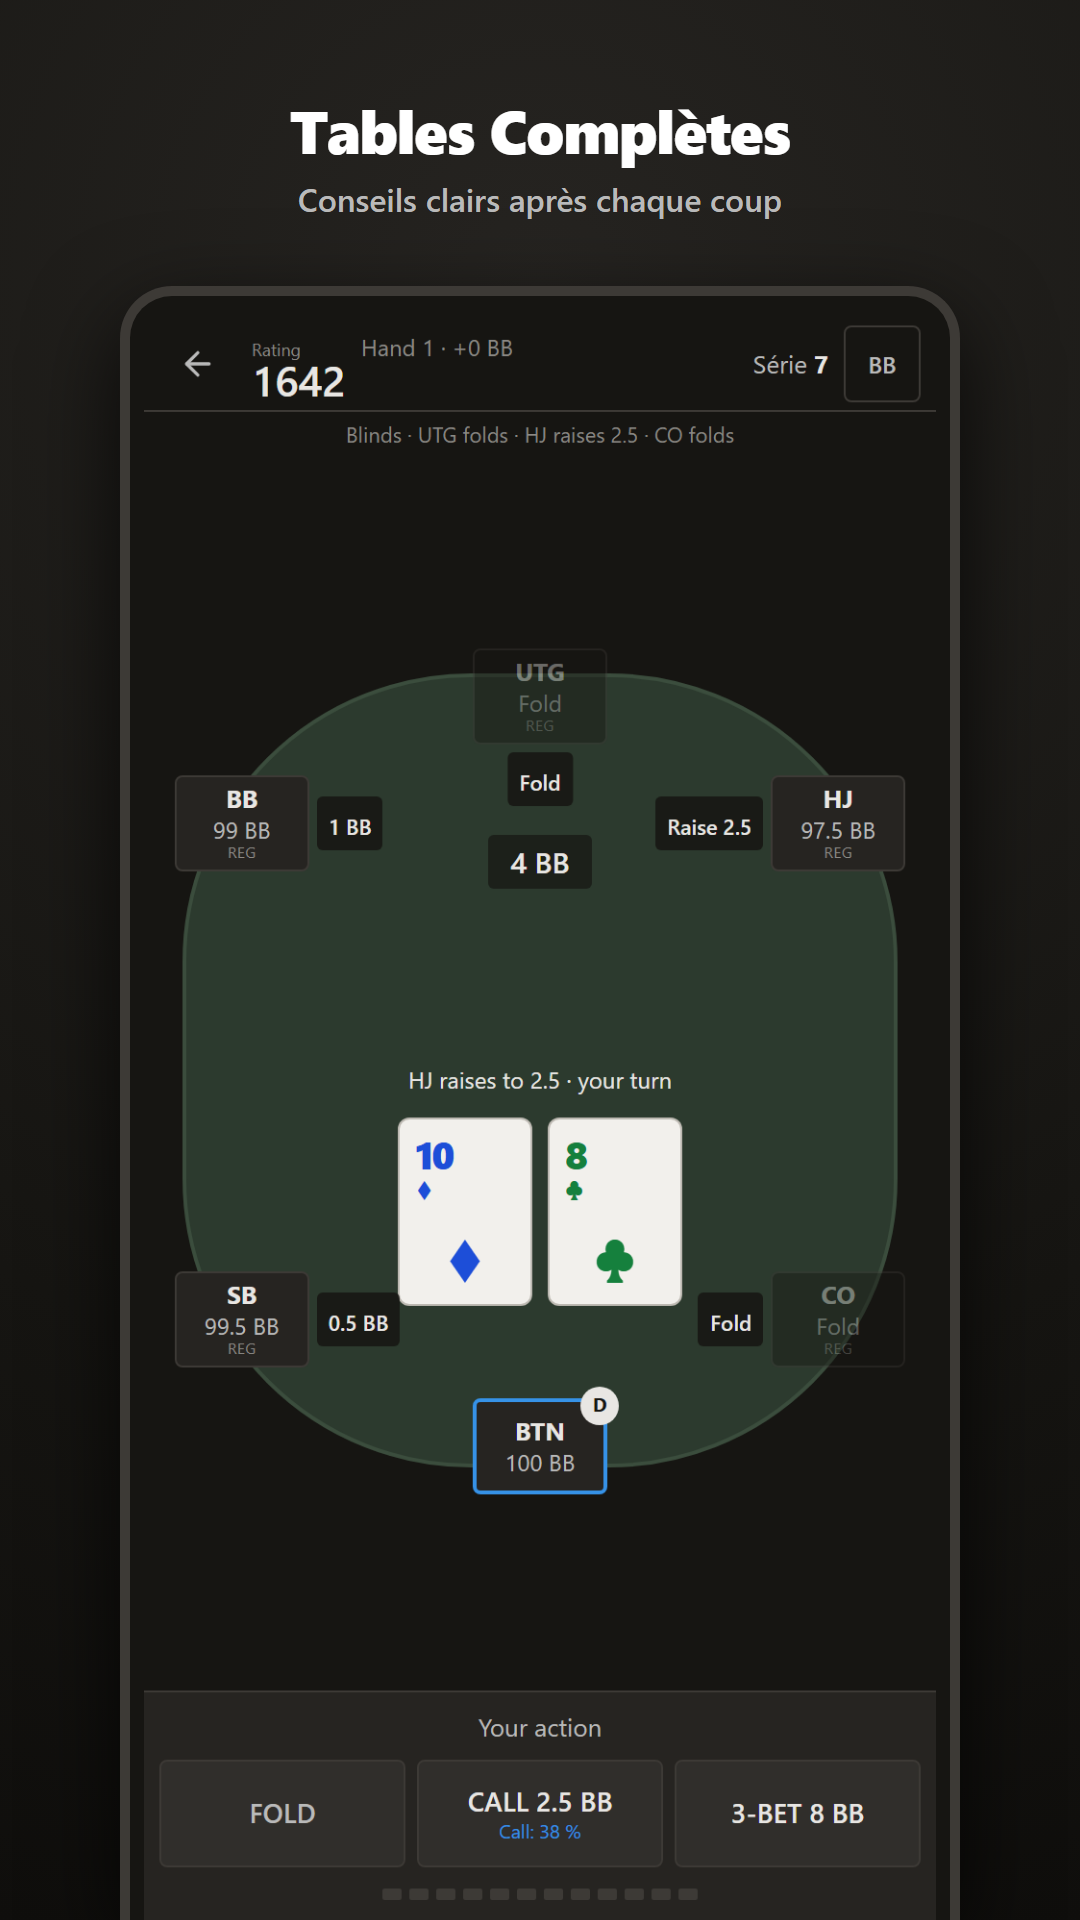 Tables Complètes
Conseils clairs après chaque coup
Rating
1642
Hand 1 · +0 BB
Série 7
BB
Blinds · UTG folds · HJ raises 2.5 · CO folds
UTG
Fold
REG
Fold
BB
99 BB
REG
1 BB
4 BB
Raise 2.5
HJ
97.5 BB
REG
HJ raises to 2.5 · your turn
10
8
SB
99.5 BB
REG
0.5 BB
Fold
CO
Fold
REG
D
BTN
100 BB
Your action
FOLD
CALL 2.5 BB
Call: 38 %
3-BET 8 BB